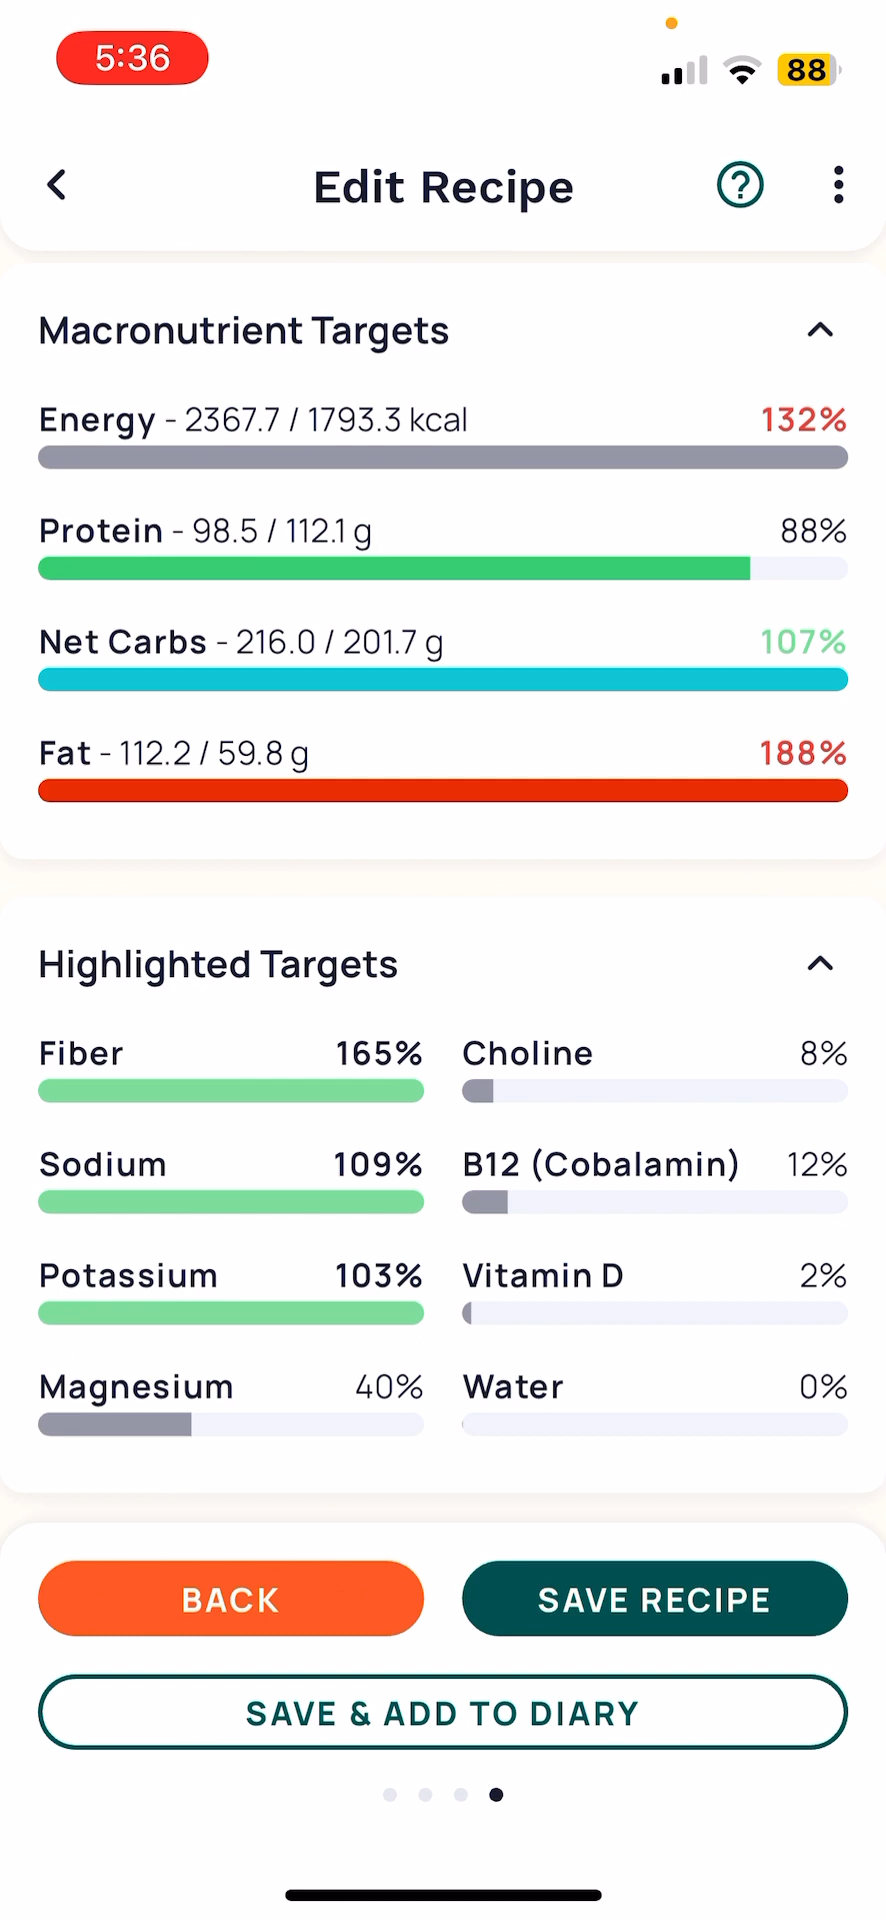 5:36
88
Edit Recipe
Macronutrient Targets
Energy - 2367.7 / 1793.3 kcal 132%
Protein - 98.5 / 112.1 g 88%
Net Carbs - 216.0 / 201.7 g 107%
Fat - 112.2 / 59.8 g 188%
Highlighted Targets
Fiber 165% Choline 8%
Sodium 109% B12 (Cobalamin) 12%
Potassium 103% Vitamin D 2%
Magnesium 40% Water 0%
BACK SAVE RECIPE
SAVE & ADD TO DIARY